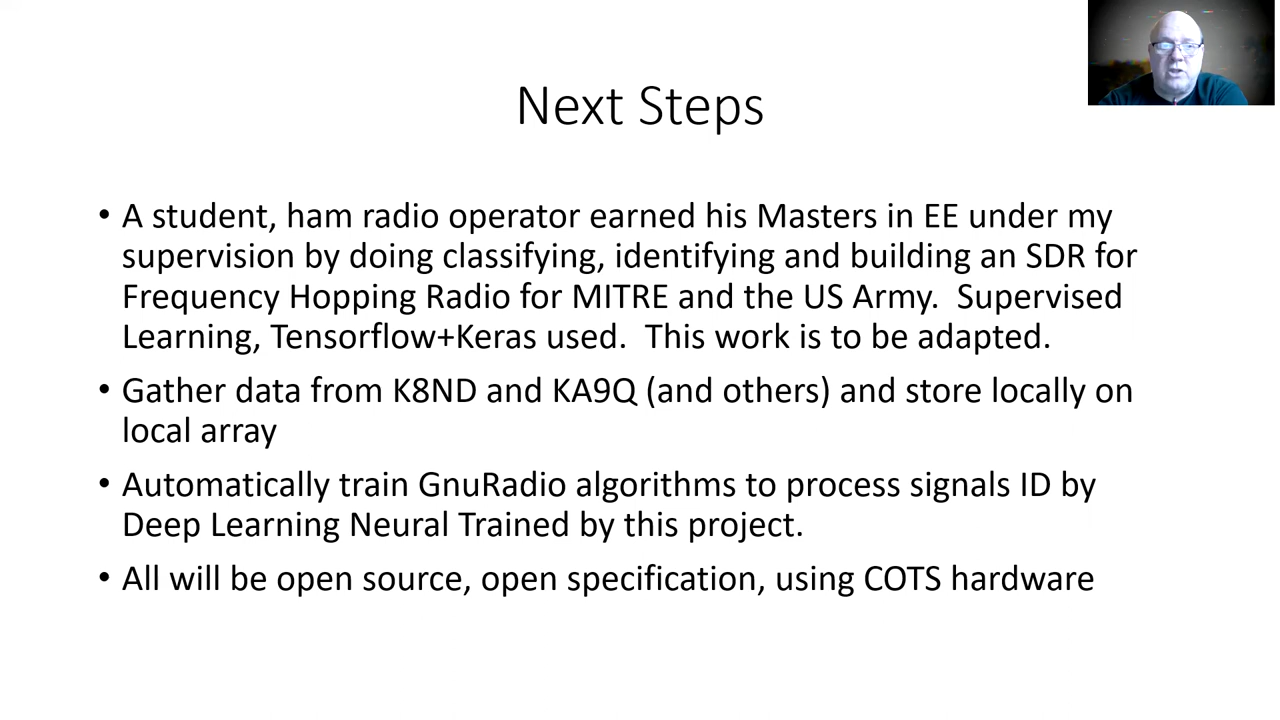 Next Steps
• A student, ham radio operator earned his Masters in EE under my
supervision by doing classifying, identifying and building an SDR for
Frequency Hopping Radio for MITRE and the US Army.  Supervised
Learning, Tensorflow+Keras used.  This work is to be adapted.
• Gather data from K8ND and KA9Q (and others) and store locally on
local array
• Automatically train GnuRadio algorithms to process signals ID by
Deep Learning Neural Trained by this project.
• All will be open source, open specification, using COTS hardware